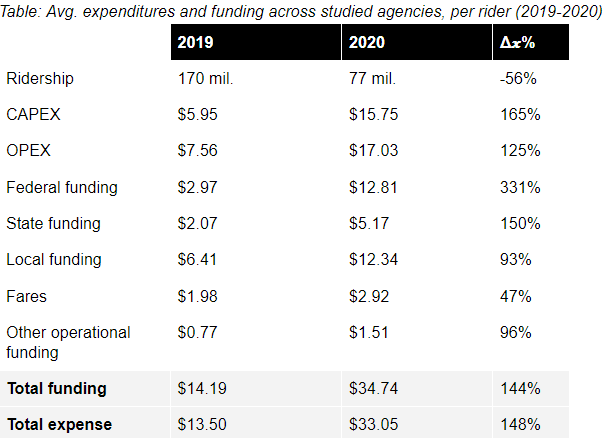 Table: Avg. expenditures and funding across studied agencies, per rider (2019-2020)
2019 2020 Δx%
Ridership 170 mil. 77 mil. -56%
CAPEX $5.95 $15.75 165%
OPEX $7.56 $17.03 125%
Federal funding $2.97 $12.81 331%
State funding $2.07 $5.17 150%
Local funding $6.41 $12.34 93%
Fares $1.98 $2.92 47%
Other operational $0.77 $1.51 96%
funding
Total funding $14.19 $34.74 144%
Total expense $13.50 $33.05 148%